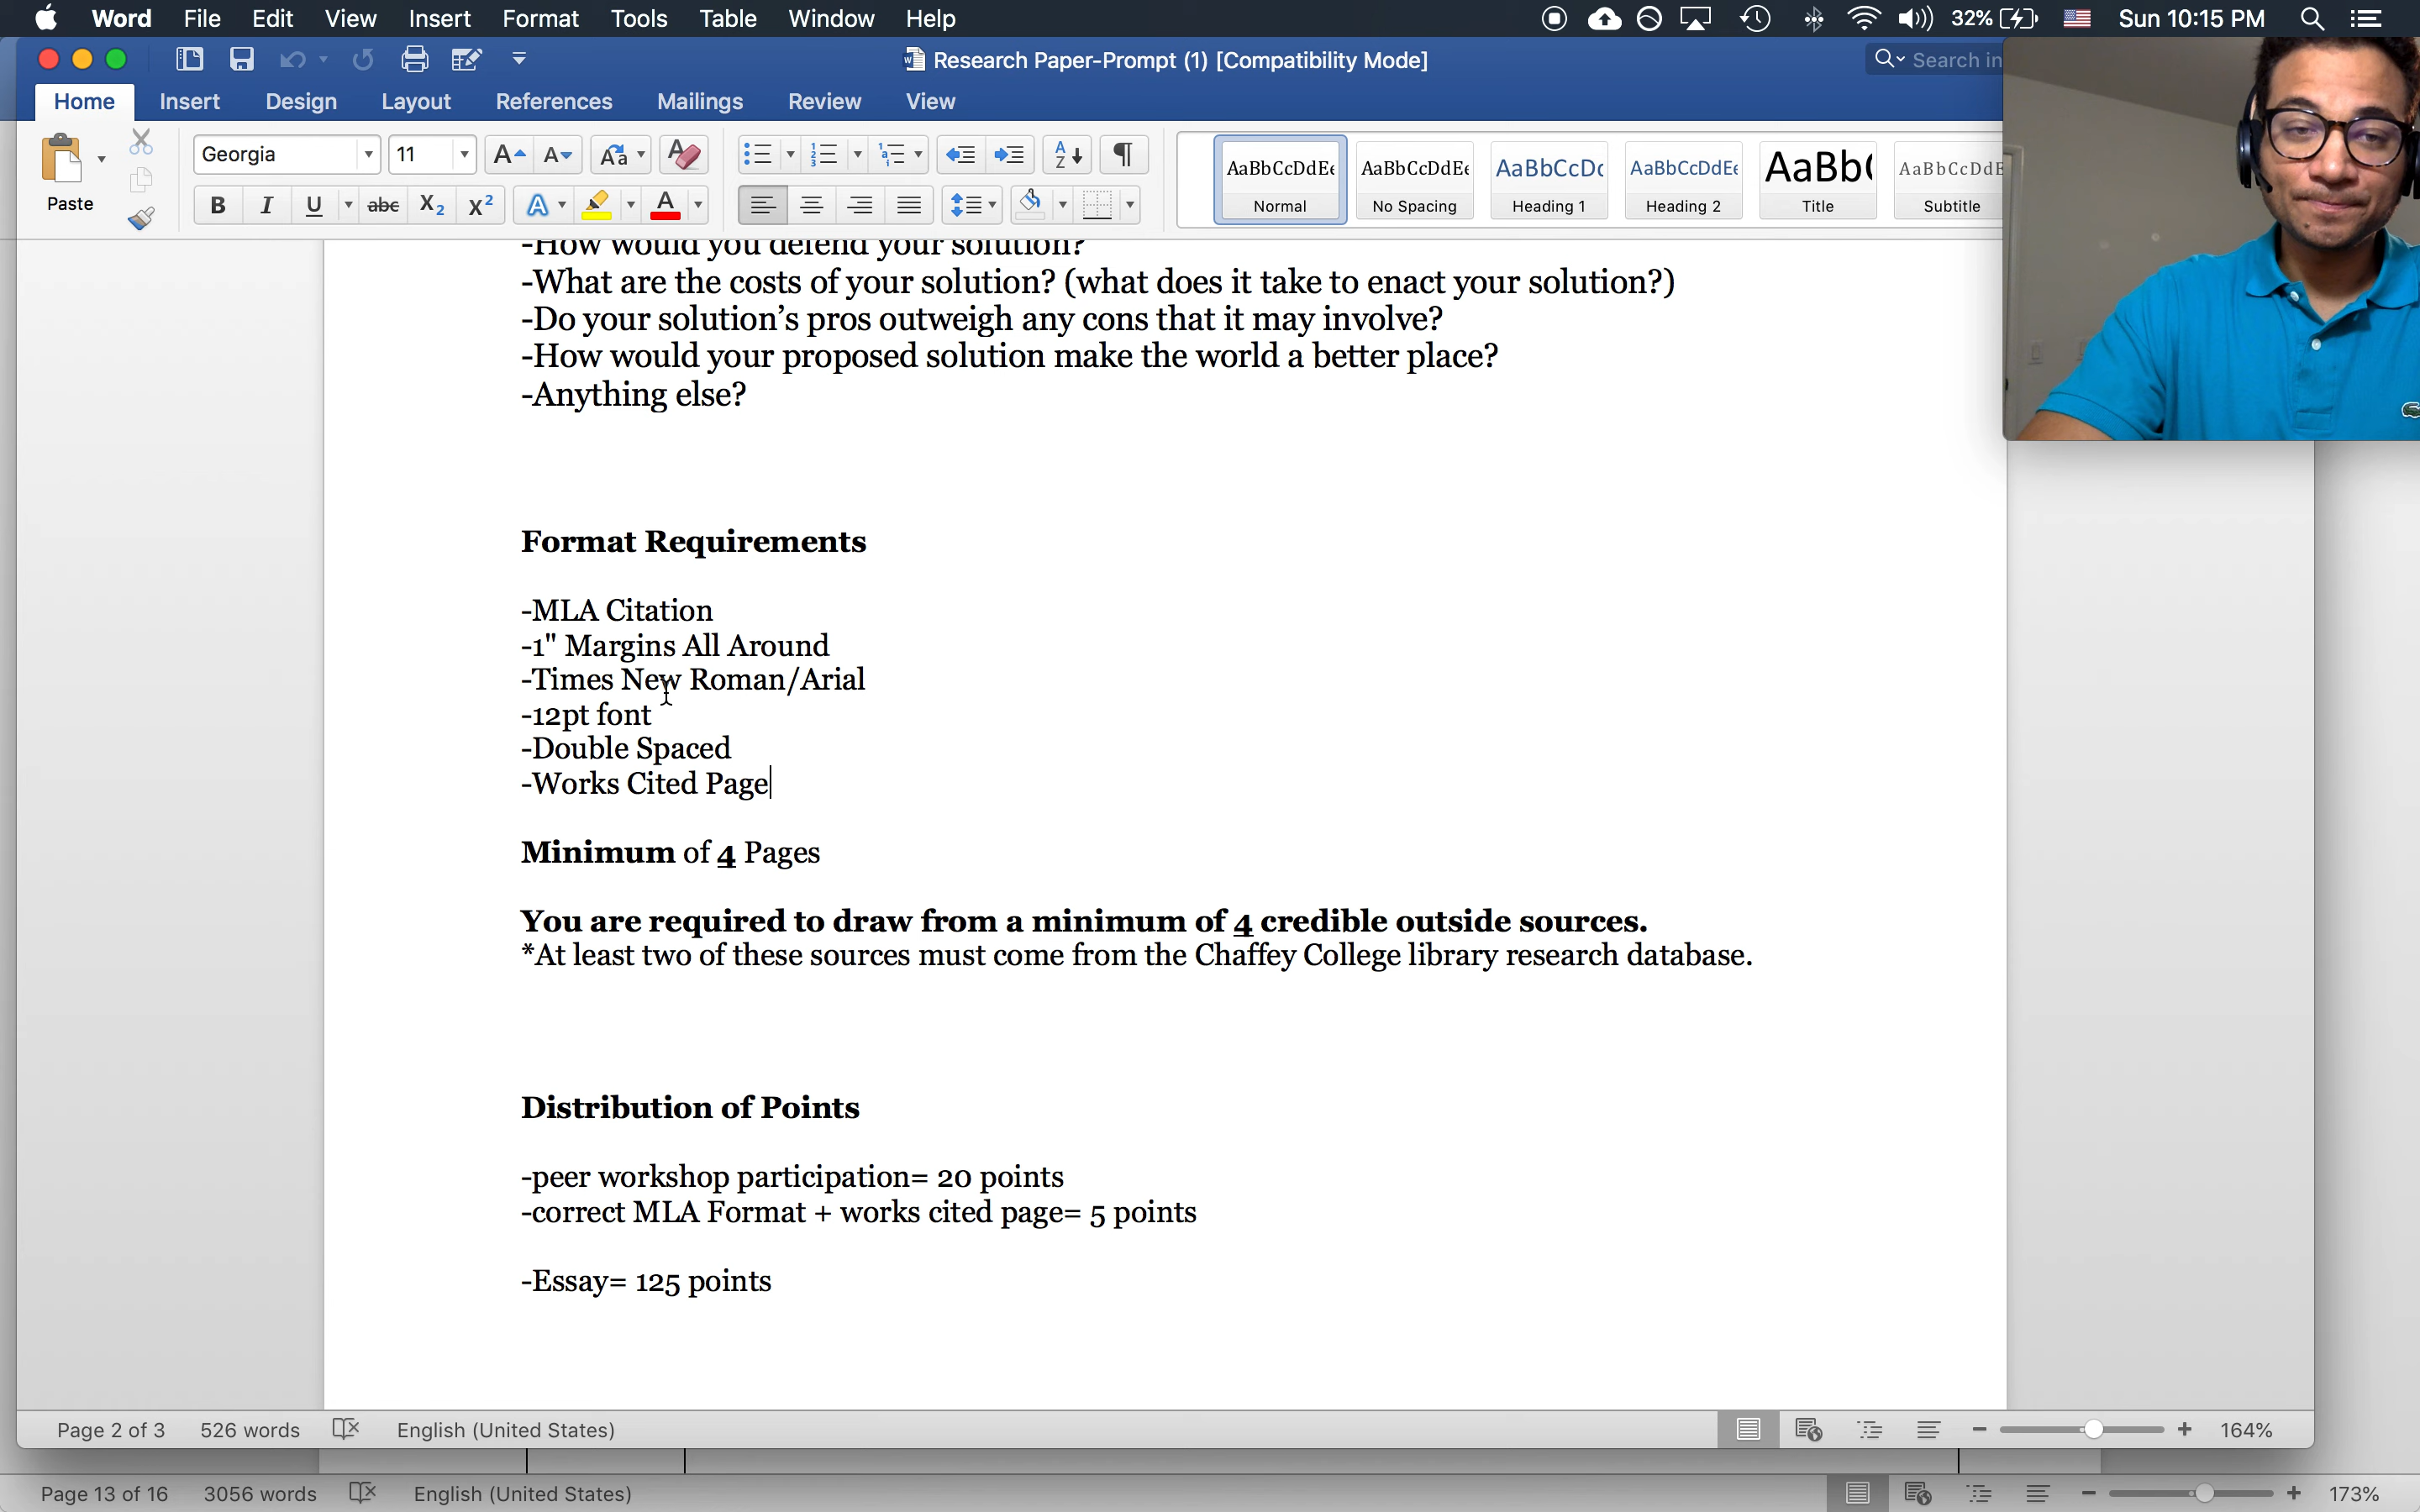 Word File Edit View Insert Format Tools Table Window Help 32% Sun 10:15 PM
Research Paper-Prompt (1) [Compatibility Mode] Search in
Home Insert Design Layout References Mailings Review View
Paste Georgia 11
AaBbCcDdEe AaBbCcDdEe AaBbCcDc AaBbCcDdEe AaBb( AaBbCcDdE
Normal No Spacing Heading 1 Heading 2 Title Subtitle
-How would you defend your solution?
-What are the costs of your solution? (what does it take to enact your solution?)
-Do your solution’s pros outweigh any cons that it may involve?
-How would your proposed solution make the world a better place?
-Anything else?
Format Requirements
-MLA Citation
-1" Margins All Around
-Times New Roman/Arial
-12pt font
-Double Spaced
-Works Cited Page
Minimum of 4 Pages
You are required to draw from a minimum of 4 credible outside sources.
*At least two of these sources must come from the Chaffey College library research database.
Distribution of Points
-peer workshop participation= 20 points
-correct MLA Format + works cited page= 5 points
-Essay= 125 points
Page 2 of 3 526 words English (United States) 164%
Page 13 of 16 3056 words English (United States) 173%